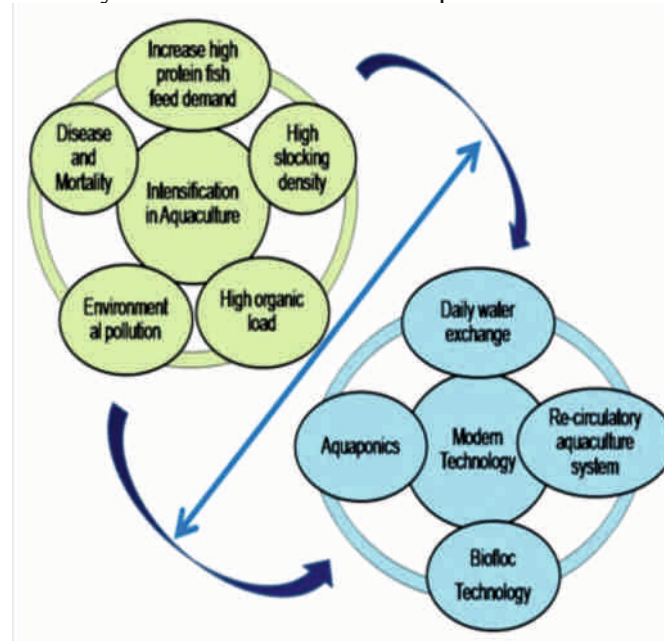 Increase high
protein fish
feed demand
Disease
and
Mortality
High
stocking
density
Intensification
in Aquaculture
Environment
al pollution
High organic
load
Daily water
exchange
Aquaponics
Modern
Technology
Re-circulatory
aquaculture
system
Biofloc
Technology